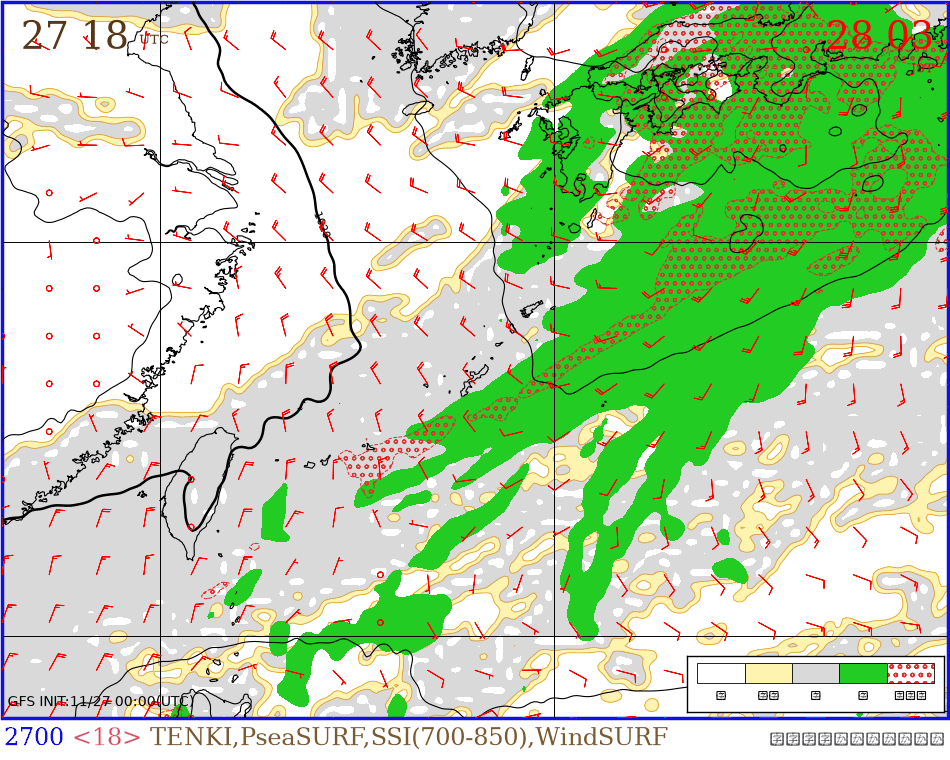 27 18 UTC
28 03
1020
GFS INIT:11/27 00:00(UTC)
2700 <18> TENKI,PseaSURF,SSI(700-850),WindSURF